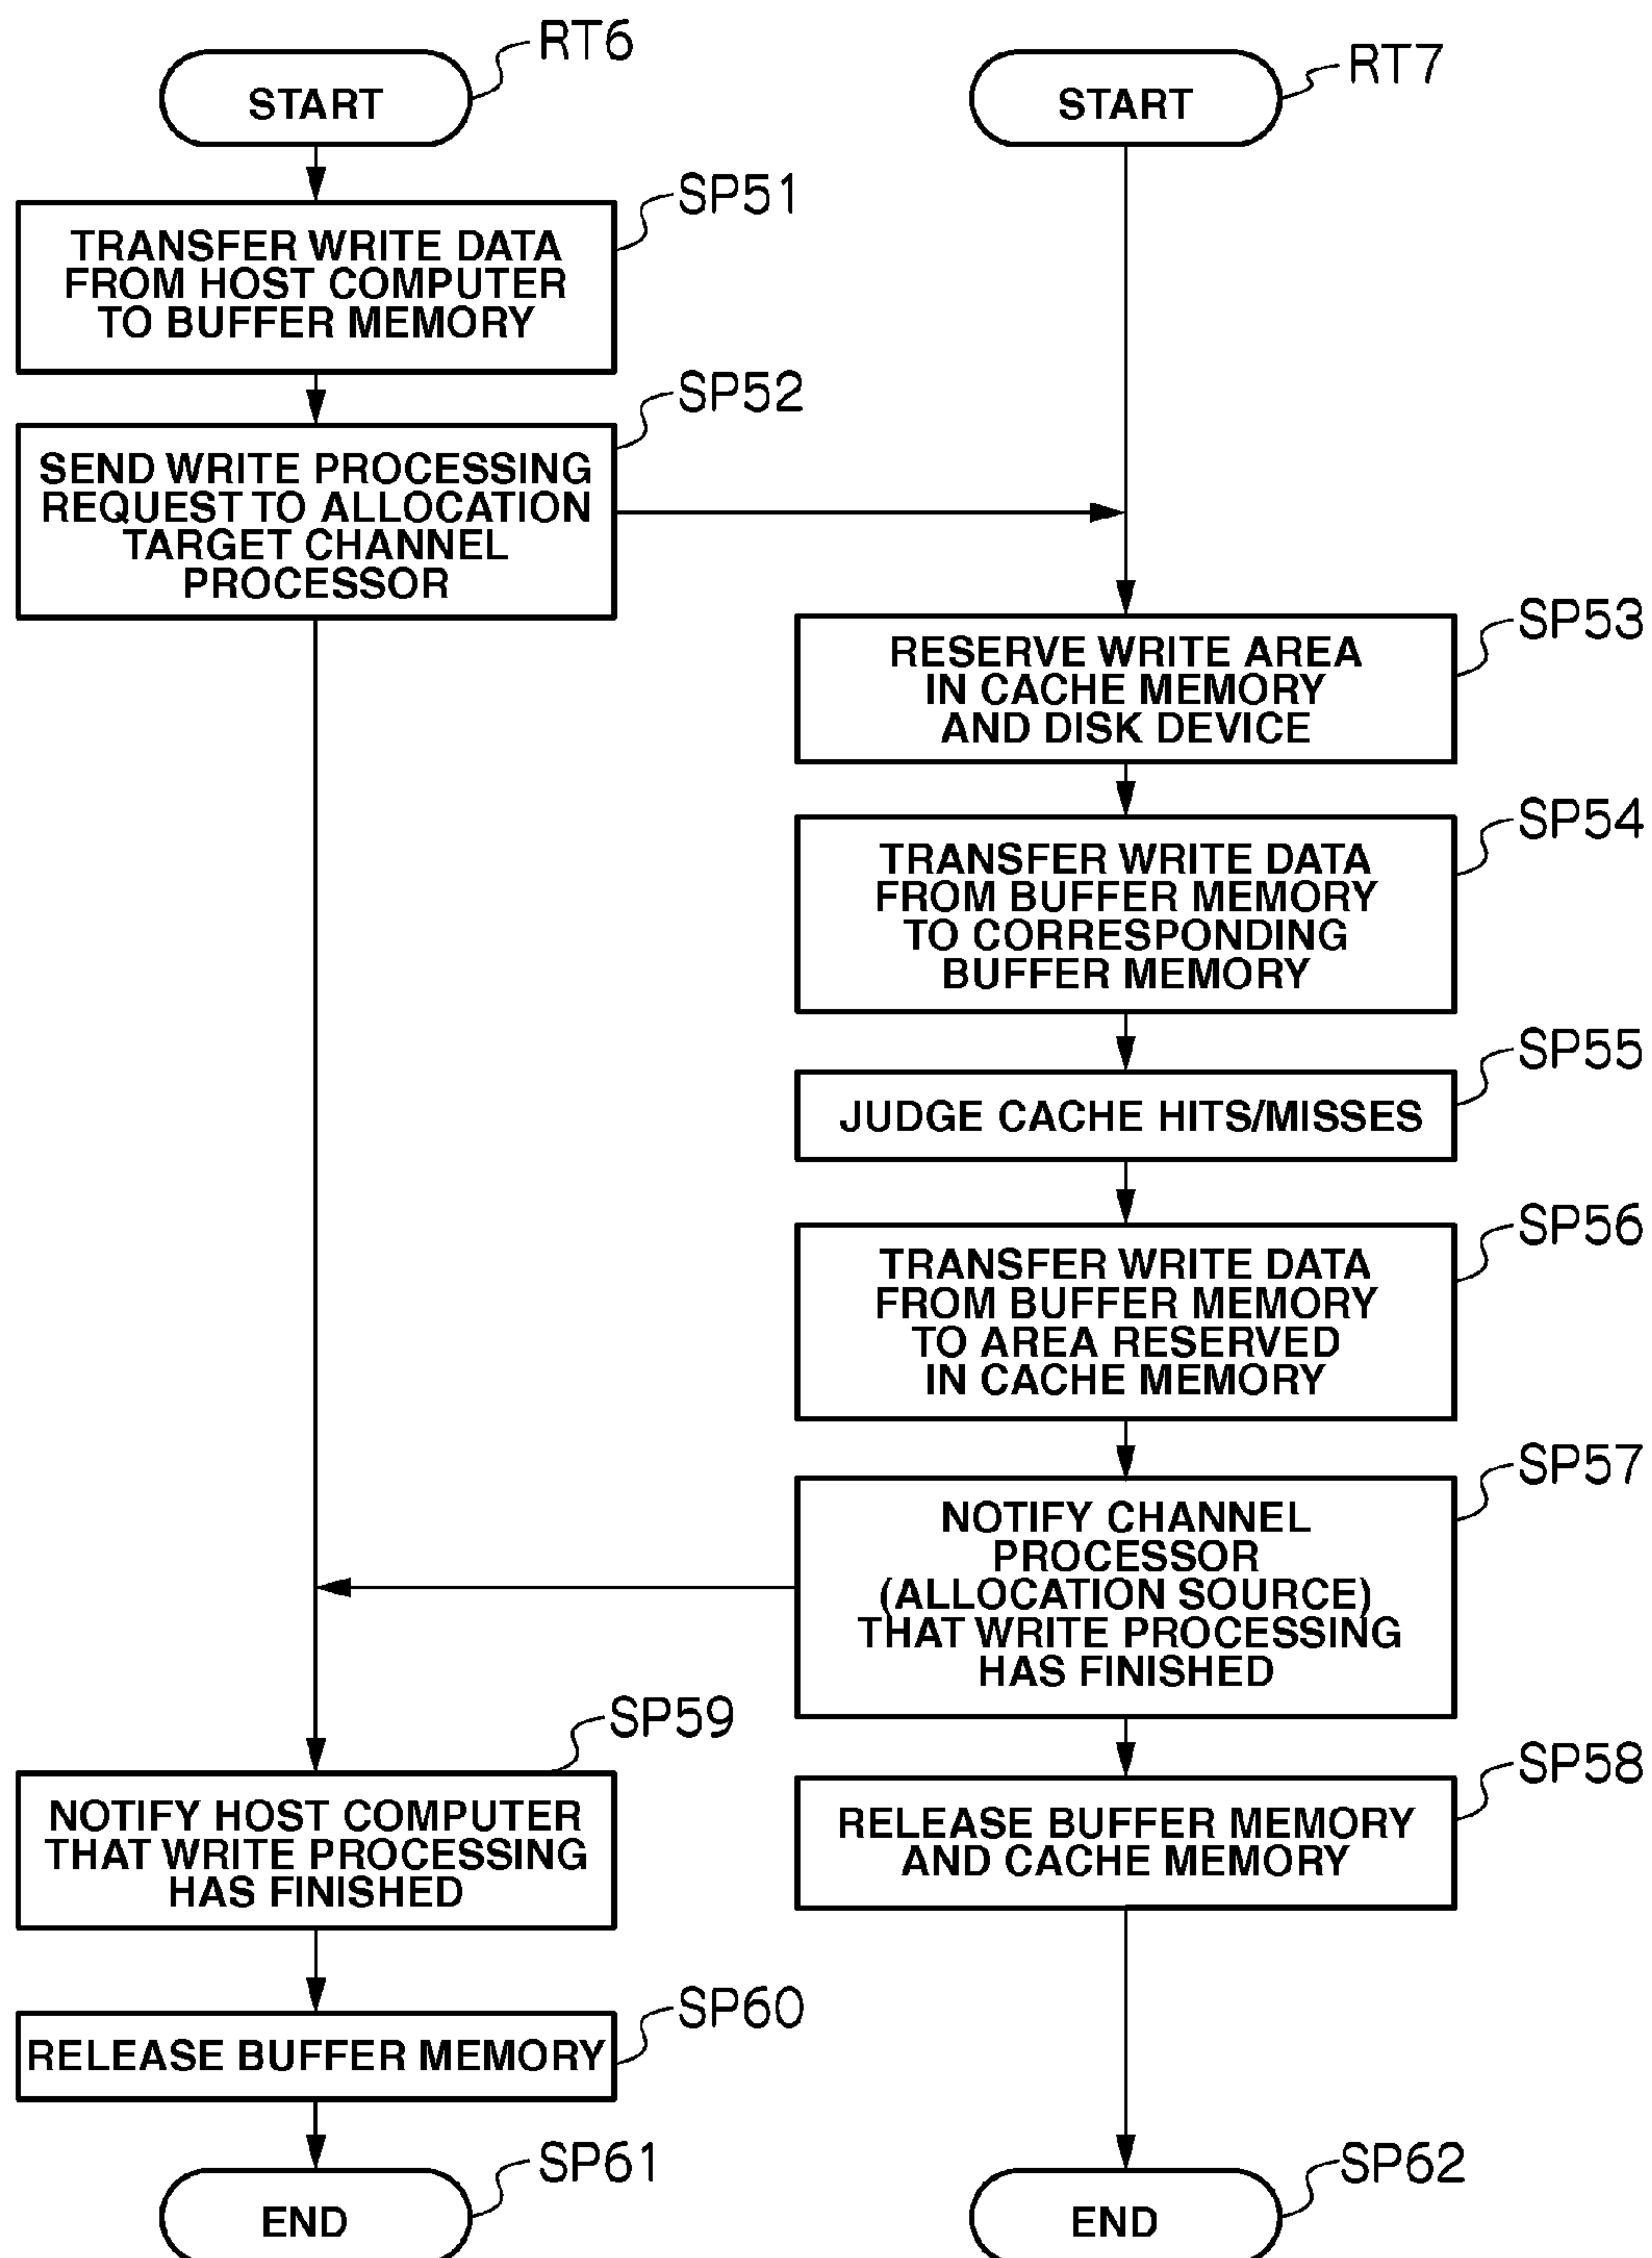 RT6
START
RT7
START
SP51
TRANSFER WRITE DATA
FROM HOST COMPUTER
TO BUFFER MEMORY
SP52
SEND WRITE PROCESSING
REQUEST TO ALLOCATION
TARGET CHANNEL
PROCESSOR
SP53
RESERVE WRITE AREA
IN CACHE MEMORY
AND DISK DEVICE
SP54
TRANSFER WRITE DATA
FROM BUFFER MEMORY
TO CORRESPONDING
BUFFER MEMORY
SP55
JUDGE CACHE HITS/MISSES
SP56
TRANSFER WRITE DATA
FROM BUFFER MEMORY
TO AREA RESERVED
IN CACHE MEMORY
SP57
NOTIFY CHANNEL
PROCESSOR
(ALLOCATION SOURCE)
THAT WRITE PROCESSING
HAS FINISHED
SP59
NOTIFY HOST COMPUTER
THAT WRITE PROCESSING
HAS FINISHED
SP58
RELEASE BUFFER MEMORY
AND CACHE MEMORY
SP60
RELEASE BUFFER MEMORY
SP61
END
SP62
END